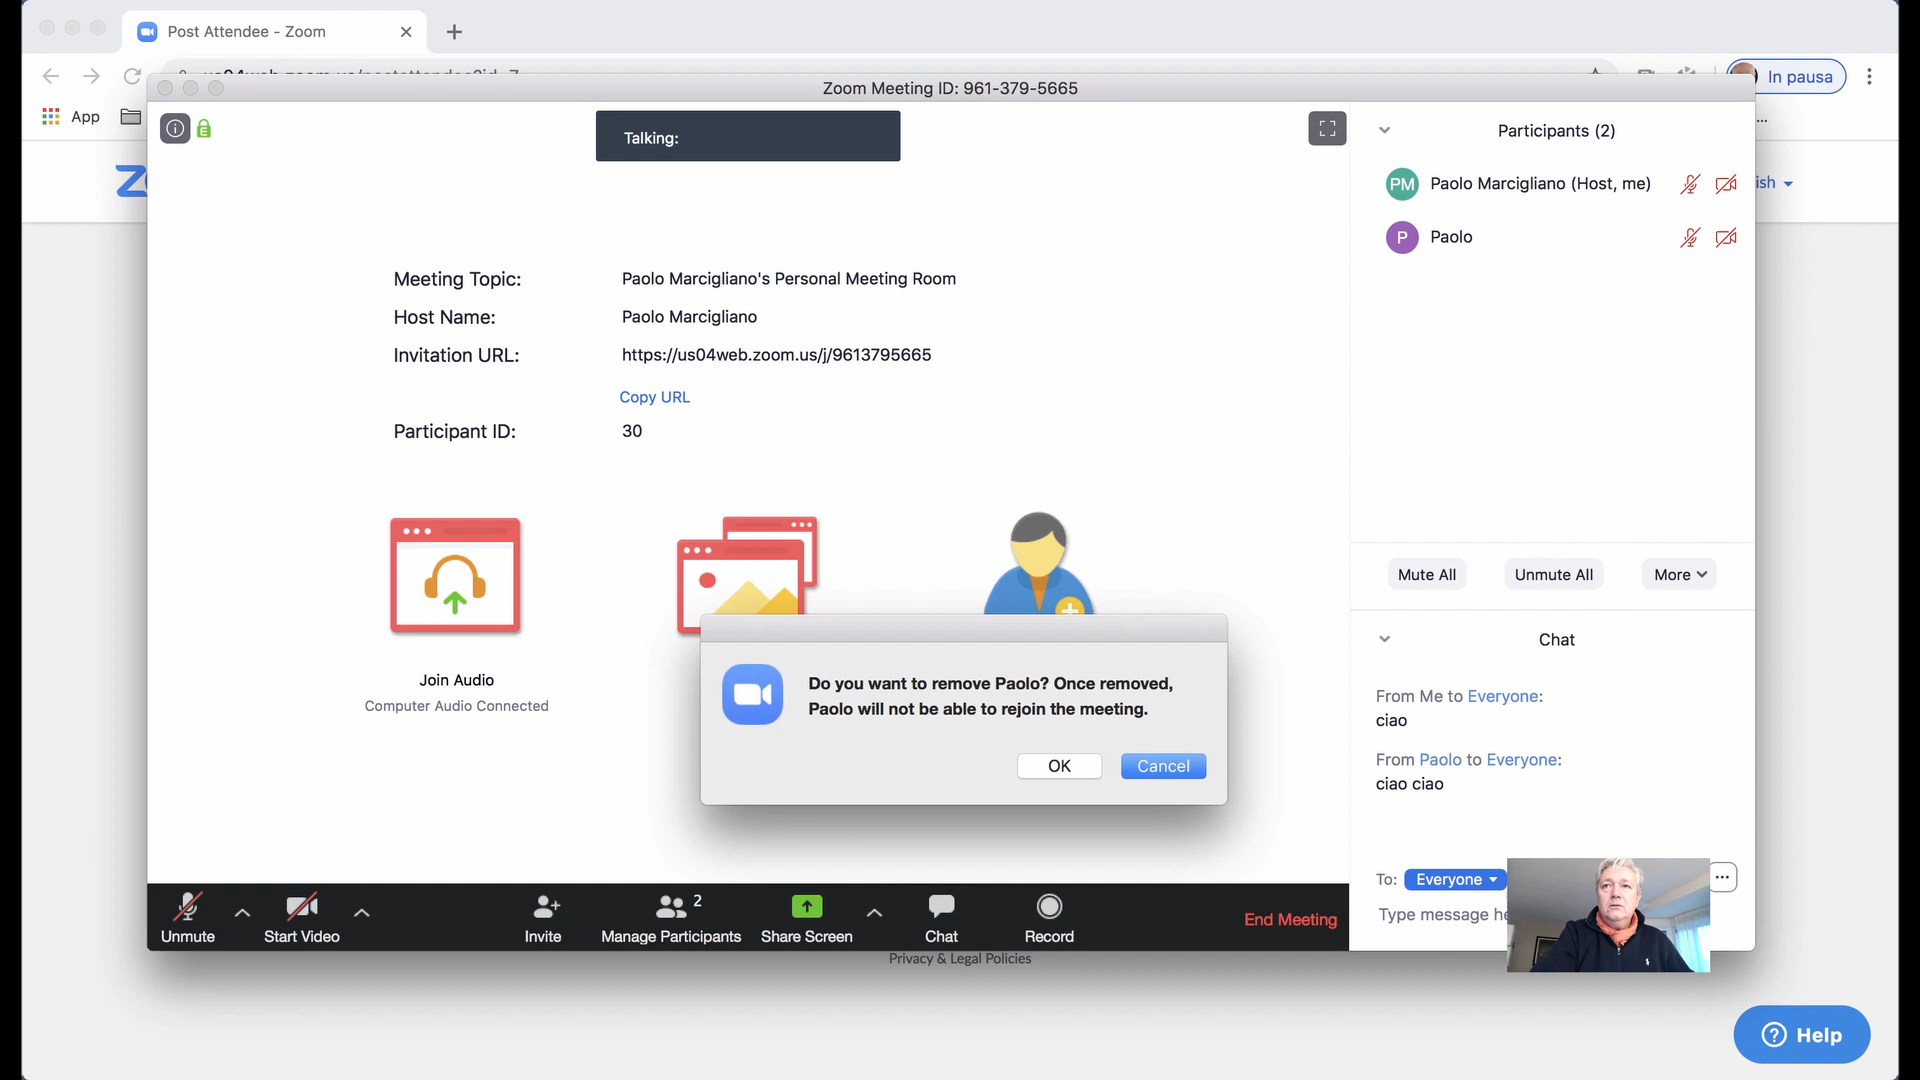 Post Attendee - Zoom
In pausa
App
Zoom Meeting ID: 961-379-5665
Talking:
Participants (2)
PM Paolo Marcigliano (Host, me)
P Paolo
ish
Meeting Topic: Paolo Marcigliano's Personal Meeting Room
Host Name: Paolo Marcigliano
Invitation URL: https://us04web.zoom.us/j/9613795665
Copy URL
Participant ID: 30
Mute All Unmute All More
Join Audio
Computer Audio Connected
Do you want to remove Paolo? Once removed,
Paolo will not be able to rejoin the meeting.
OK Cancel
Chat
From Me to Everyone:
ciao
From Paolo to Everyone:
ciao ciao
To: Everyone
Type message he
Unmute Start Video Invite Manage Participants 2 Share Screen Chat Record End Meeting
Privacy & Legal Policies
Help